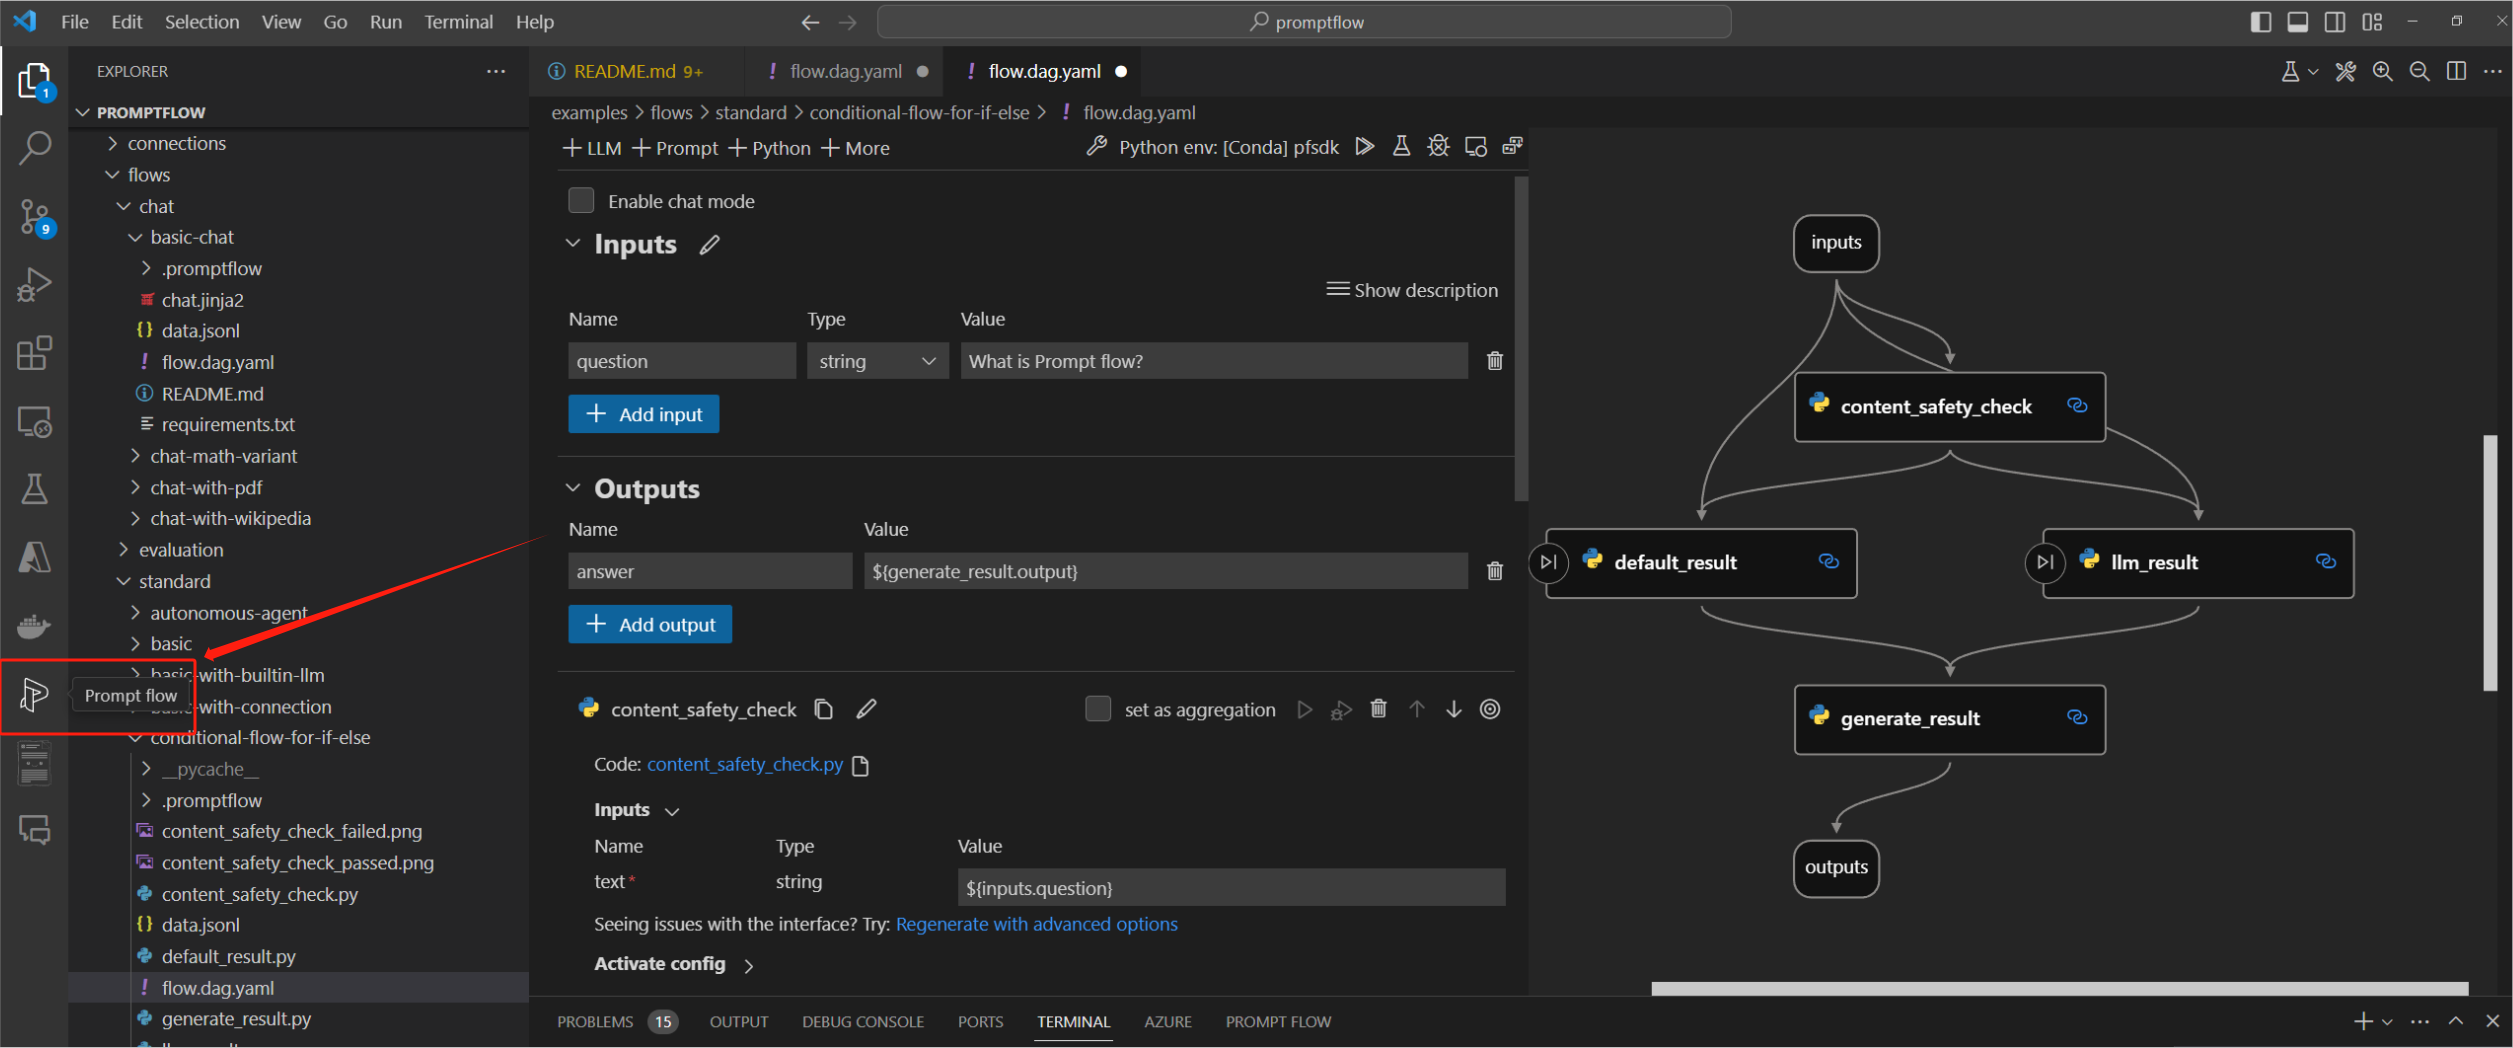 File Edit Selection View Go Run Terminal Help
promptflow
EXPLORER
PROMPTFLOW
connections
flows
chat
basic-chat
.promptflow
chat.jinja2
data.jsonl
flow.dag.yaml
README.md
requirements.txt
chat-math-variant
chat-with-pdf
chat-with-wikipedia
evaluation
standard
autonomous-agent
basic
basic-with-builtin-llm
Prompt flow
-with-connection
conditional-flow-for-if-else
__pycache__
.promptflow
content_safety_check_failed.png
content_safety_check_passed.png
content_safety_check.py
data.jsonl
default_result.py
flow.dag.yaml
generate_result.py
1
9
README.md 9+
! flow.dag.yaml
! flow.dag.yaml
examples > flows > standard > conditional-flow-for-if-else > ! flow.dag.yaml
+ LLM + Prompt + Python + More
Python env: [Conda] pfsdk
Enable chat mode
Inputs
Show description
Name Type Value
question string What is Prompt flow?
+ Add input
Outputs
Name Value
answer ${generate_result.output}
+ Add output
content_safety_check
set as aggregation
Code: content_safety_check.py
Inputs
Name Type Value
text* string ${inputs.question}
Seeing issues with the interface? Try: Regenerate with advanced options
Activate config
inputs
content_safety_check
default_result
llm_result
generate_result
outputs
PROBLEMS 15 OUTPUT DEBUG CONSOLE PORTS TERMINAL AZURE PROMPT FLOW